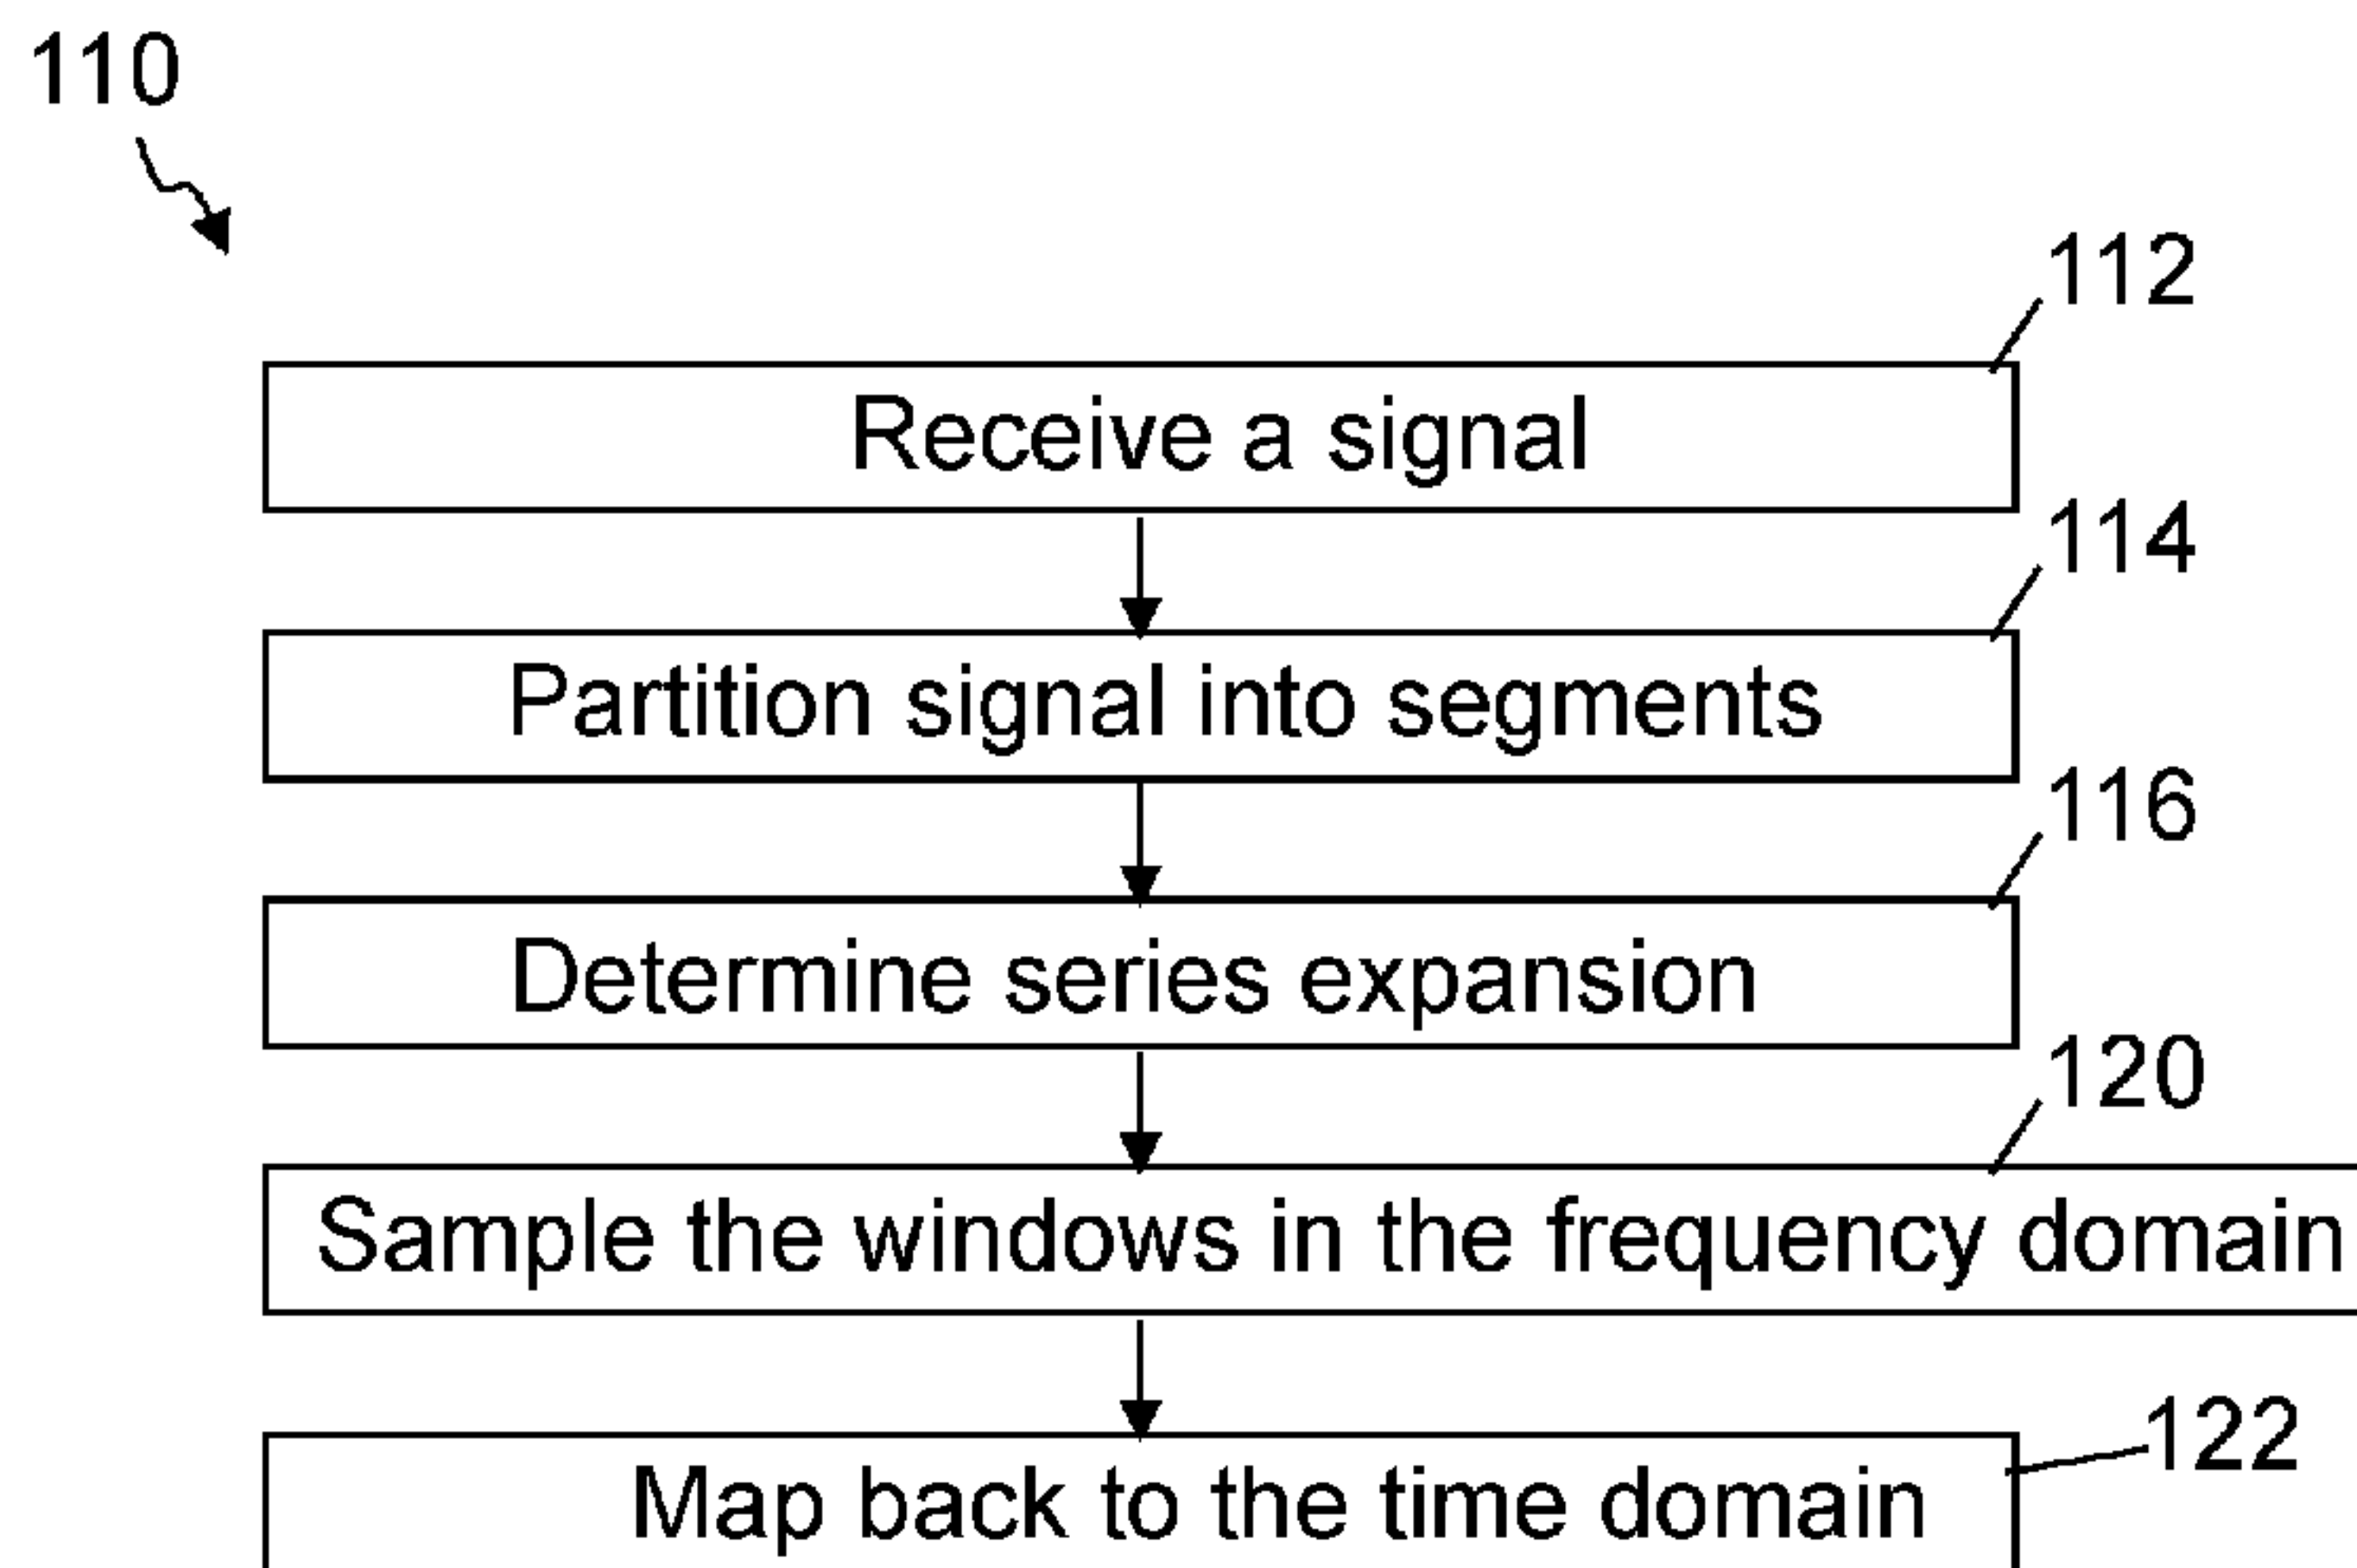 110
112
Receive a signal
114
Partition signal into segments
116
Determine series expansion
120
Sample the windows in the frequency domain
122
Map back to the time domain